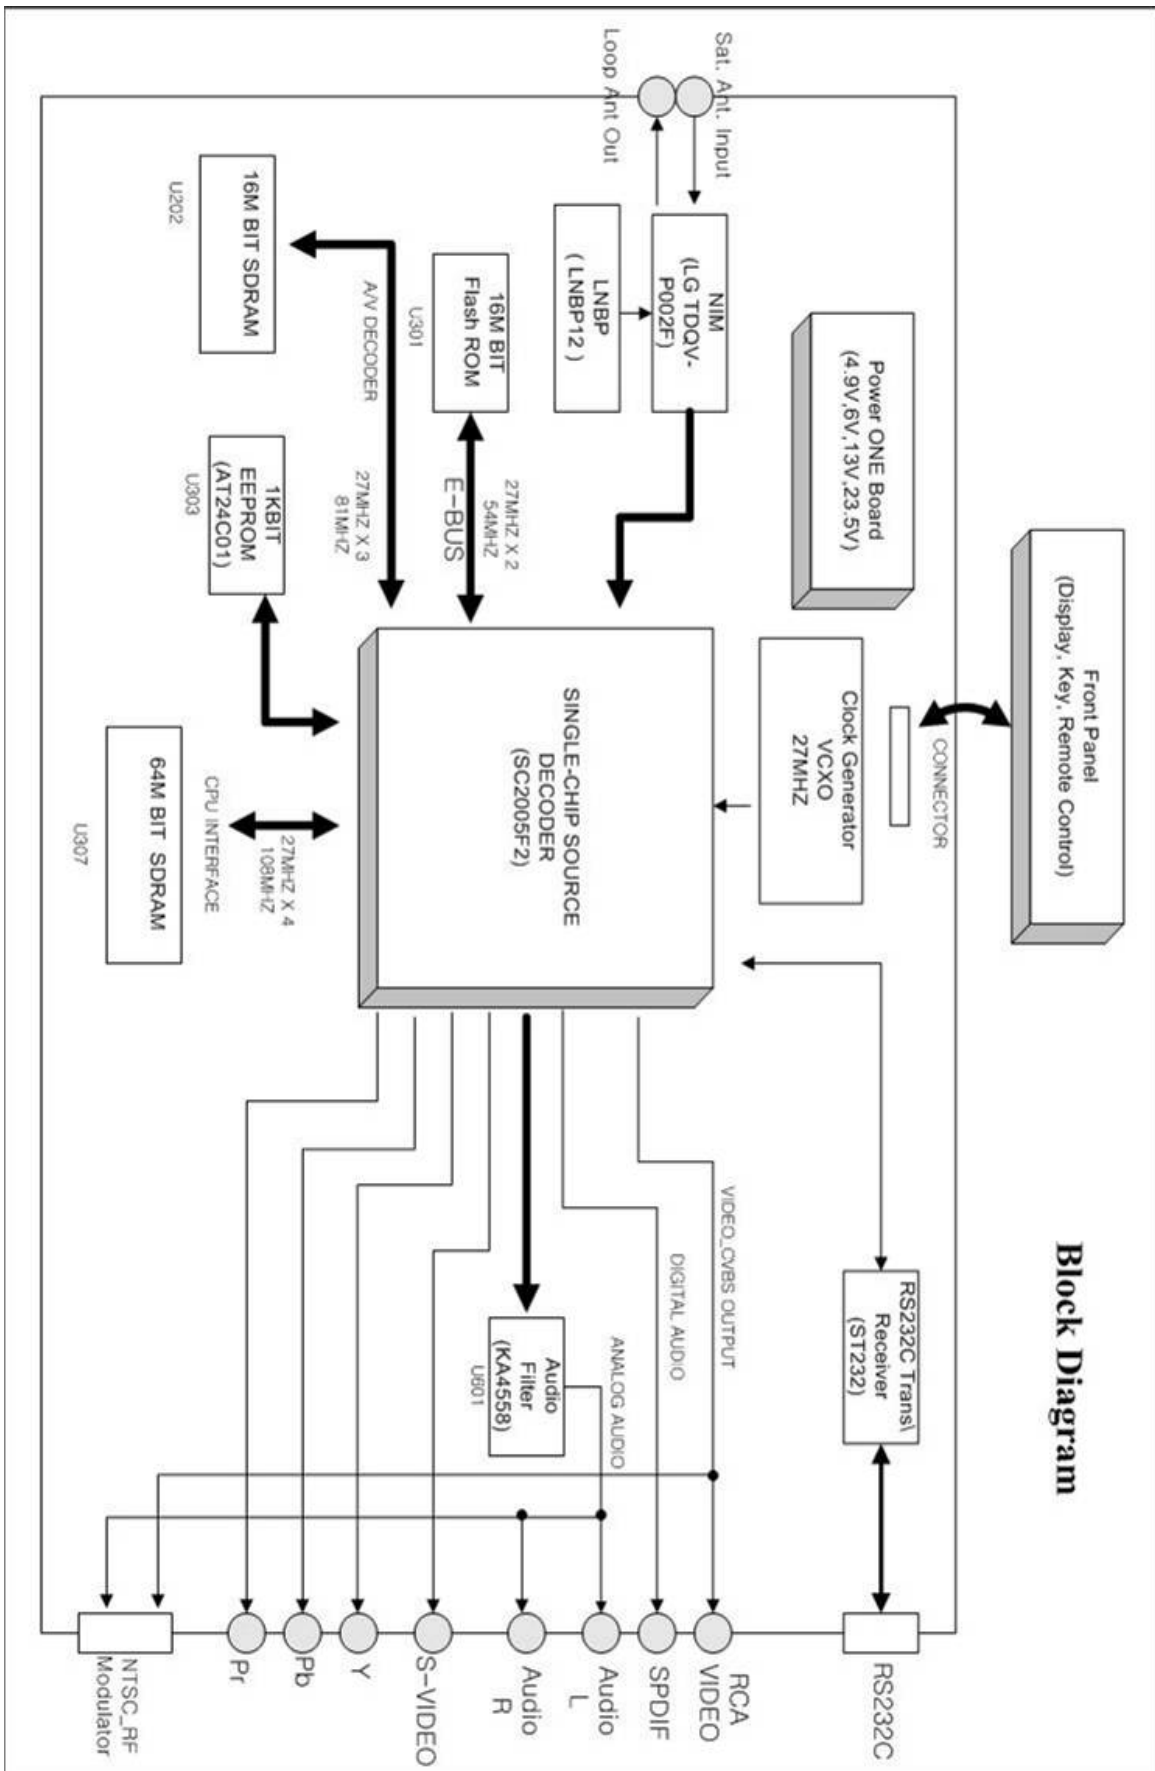 Block Diagram
Front Panel
(Display, Key, Remote Control)
CONNECTOR
Power ONE Board
(4.9V,6V,13V,23.5V)
Clock Generator
VCXO
27MHZ
RS232C Trans\
Receiver
(ST232)
RS232C
Sat. Ant. Input
Loop Ant Out
NIM
(LG TDQV-
P002F)
LNBP
( LNBP12 )
16M BIT
Flash ROM
U301
27MHZ X 2
54MHZ
E-BUS
A/V DECODER
27MHZ X 3
81MHZ
16M BIT SDRAM
U202
1KBIT
EEPROM
(AT24C01)
U303
SINGLE-CHIP SOURCE
DECODER
(SC2005F2)
27MHZ X 4
108MHZ
CPU INTERFACE
64M BIT SDRAM
U307
VIDEO_CVBS OUTPUT
DIGITAL AUDIO
ANALOG AUDIO
Audio
Filter
(KA4558)
U601
RCA
VIDEO
SPDIF
Audio
L
Audio
R
S-VIDEO
Y
Pb
Pr
NTSC_RF
Modulator